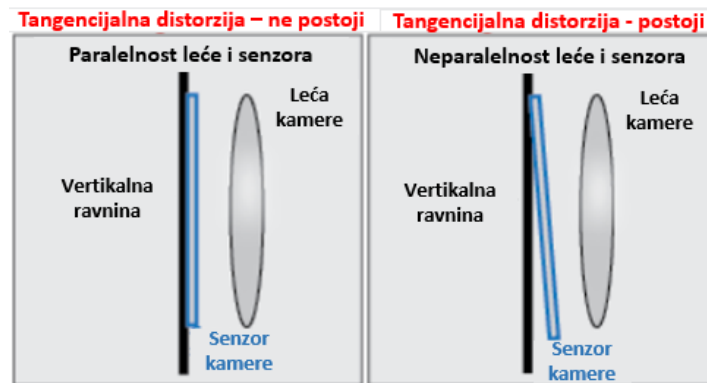 Tangencijalna distorzija – ne postoji
Paralelnost leće i senzora
Leća
kamere
Vertikalna
ravnina
Senzor
kamere
Tangencijalna distorzija - postoji
Neparalelnost leće i senzora
Leća
kamere
Vertikalna
ravnina
Senzor
kamere